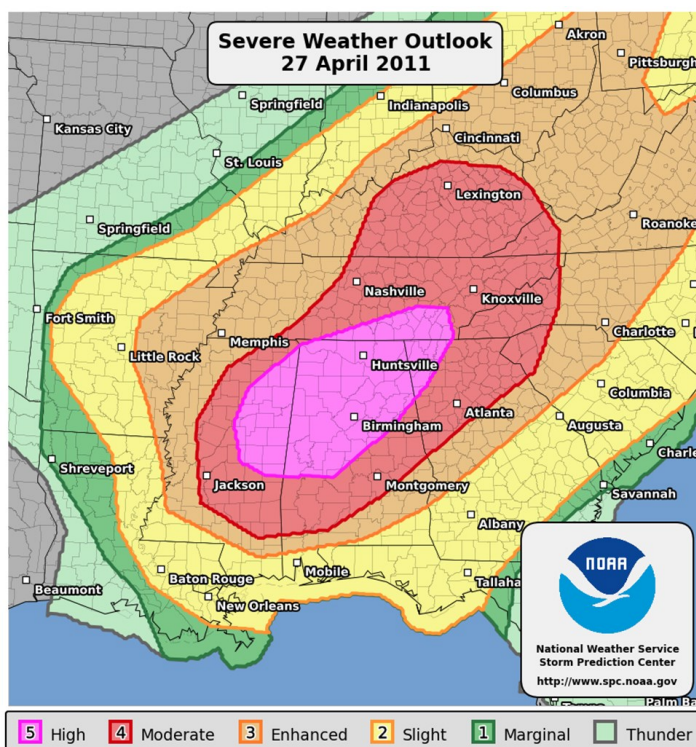 Severe Weather Outlook
27 April 2011
Akron
Pittsburgh
Springfield
Indianapolis
Columbus
Kansas City
Cincinnati
St. Louis
Lexington
Springfield
Roanoke
Nashville
Knoxville
Fort Smith
Charlotte
Memphis
Little Rock
Huntsville
Columbia
Atlanta
Birmingham
Augusta
Shreveport
Jackson
Montgomery
Savannah
Albany
Baton Rouge
Mobile
Beaumont
New Orleans
NOAA
National Weather Service
Storm Prediction Center
http://www.spc.noaa.gov
5 High 4 Moderate 3 Enhanced 2 Slight 1 Marginal Thunder